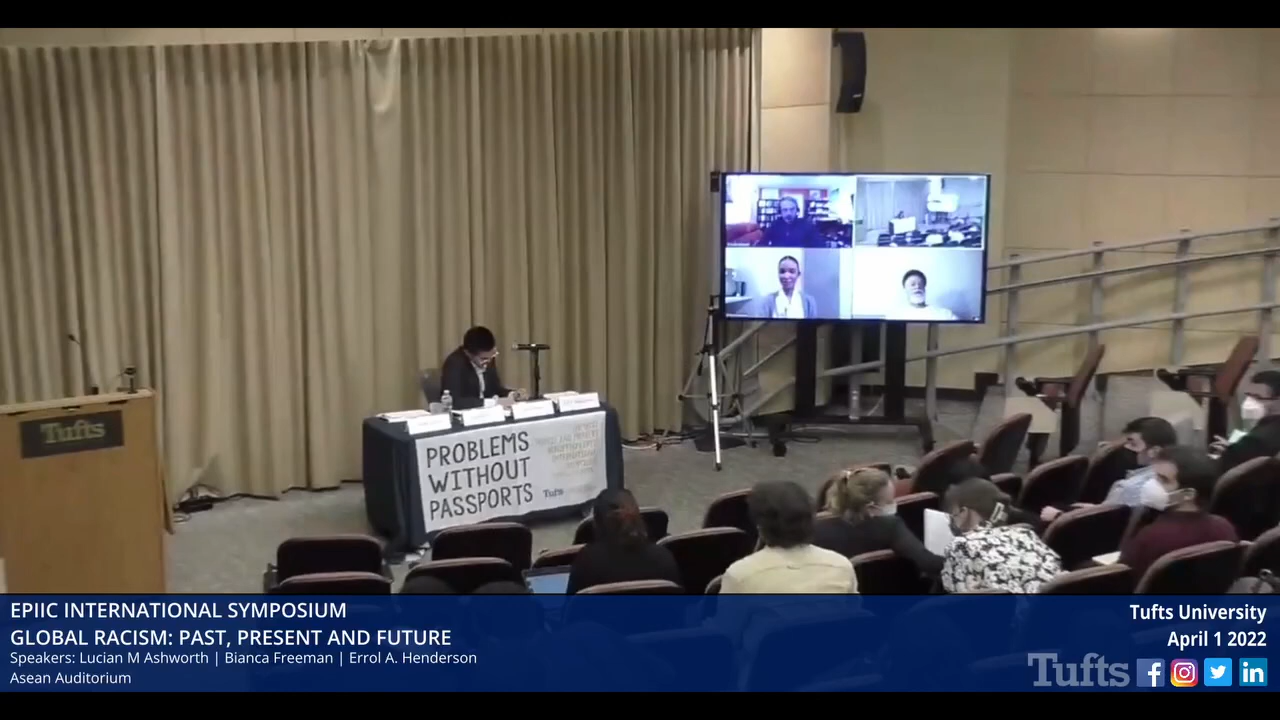 Tufts
PROBLEMS
WITHOUT
PASSPORTS
Tufts
EPIIC INTERNATIONAL SYMPOSIUM
GLOBAL RACISM: PAST, PRESENT AND FUTURE
Speakers: Lucian M Ashworth | Bianca Freeman | Errol A. Henderson
Asean Auditorium
Tufts University
April 1 2022
Tufts